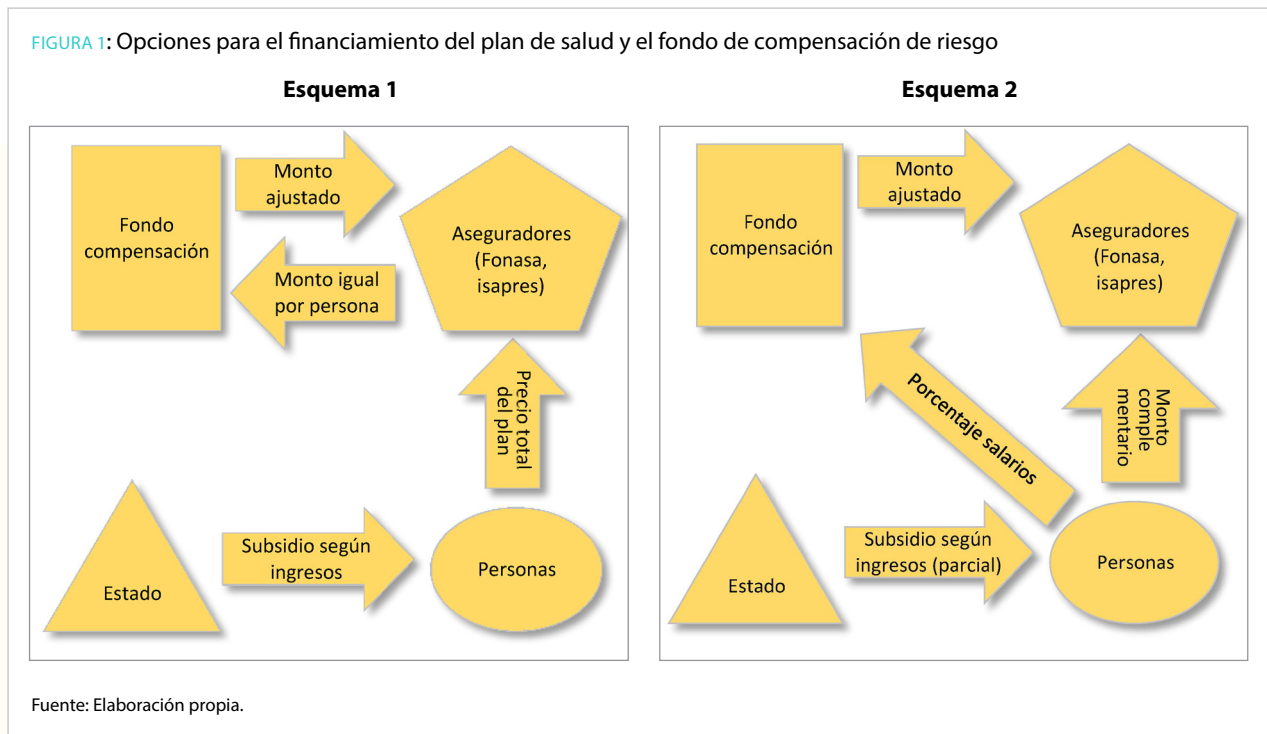 FIGURA 1: Opciones para el financiamiento del plan de salud y el fondo de compensación de riesgo
Esquema 1
Fondo
compensación
Monto
ajustado
Monto igual
por persona
Aseguradores
(Fonasa,
isapres)
Precio total
del plan
Estado
Subsidio según
ingresos
Personas
Esquema 2
Fondo
compensación
Monto
ajustado
Aseguradores
(Fonasa,
isapres)
Porcentaje salarios
Monto
comple
mentario
Estado
Subsidio según
ingresos (parcial)
Personas
Fuente: Elaboración propia.